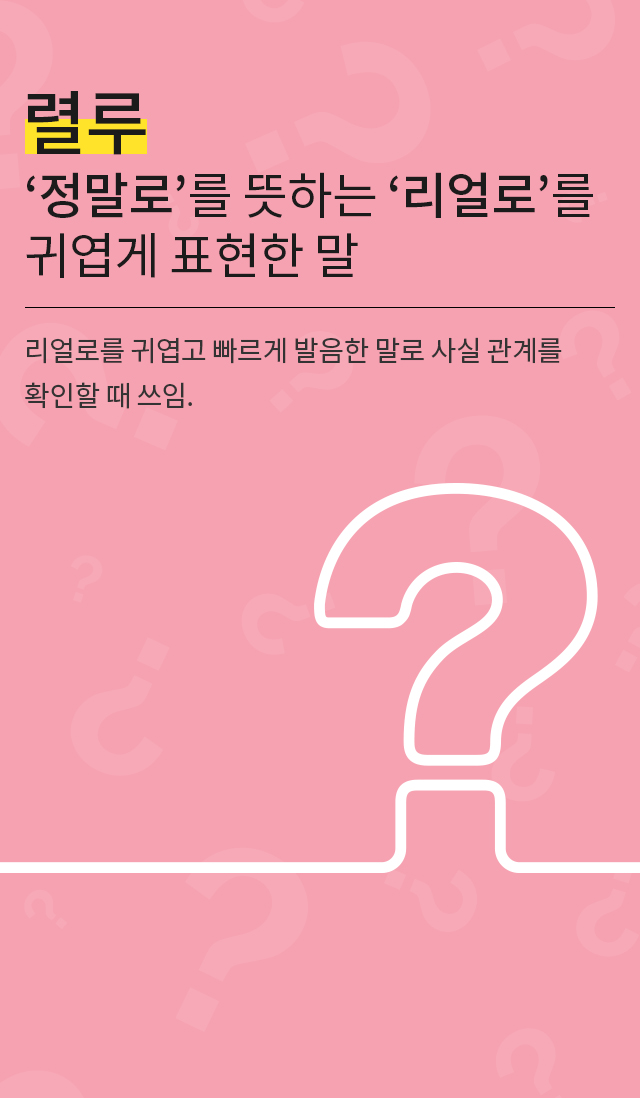 렬루
‘정말로’를 뜻하는 ‘리얼로’를
귀엽게 표현한 말
리얼로를 귀엽고 빠르게 발음한 말로 사실 관계를
확인할 때 쓰임.